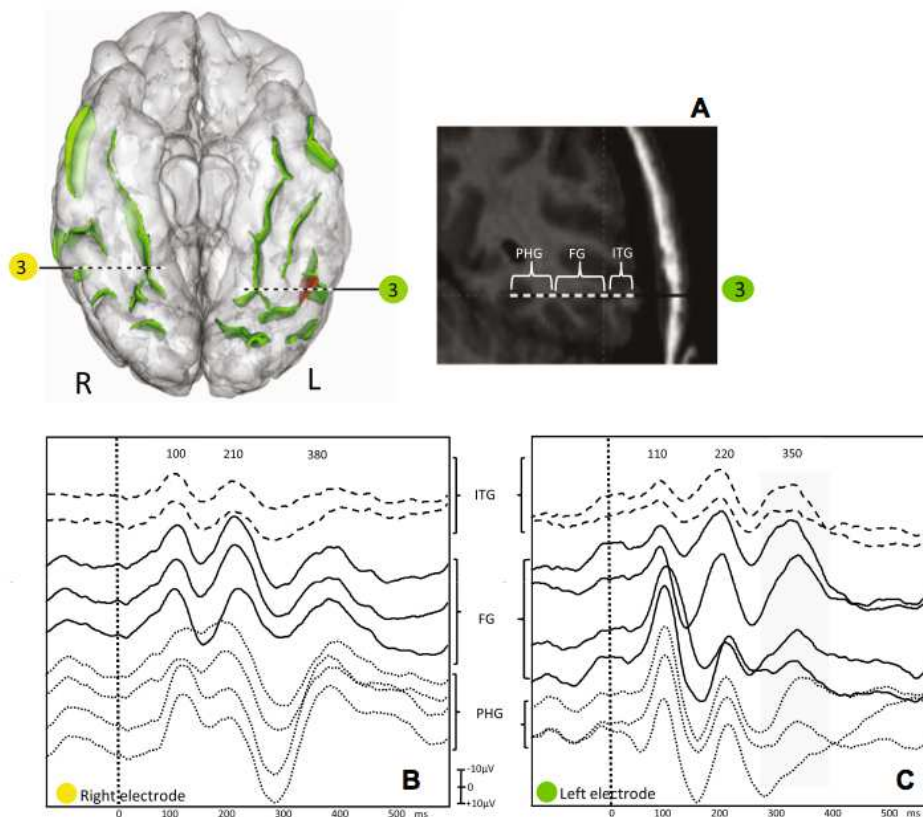 A
PHG FG ITG
3
3
3
R L
100 210 380
110 220 350
ITG
FG
PHG
-10µV
0
+10µV
B
C
Right electrode
Left electrode
0 100 200 300 400 500 ms
0 100 200 300 400 500 ms